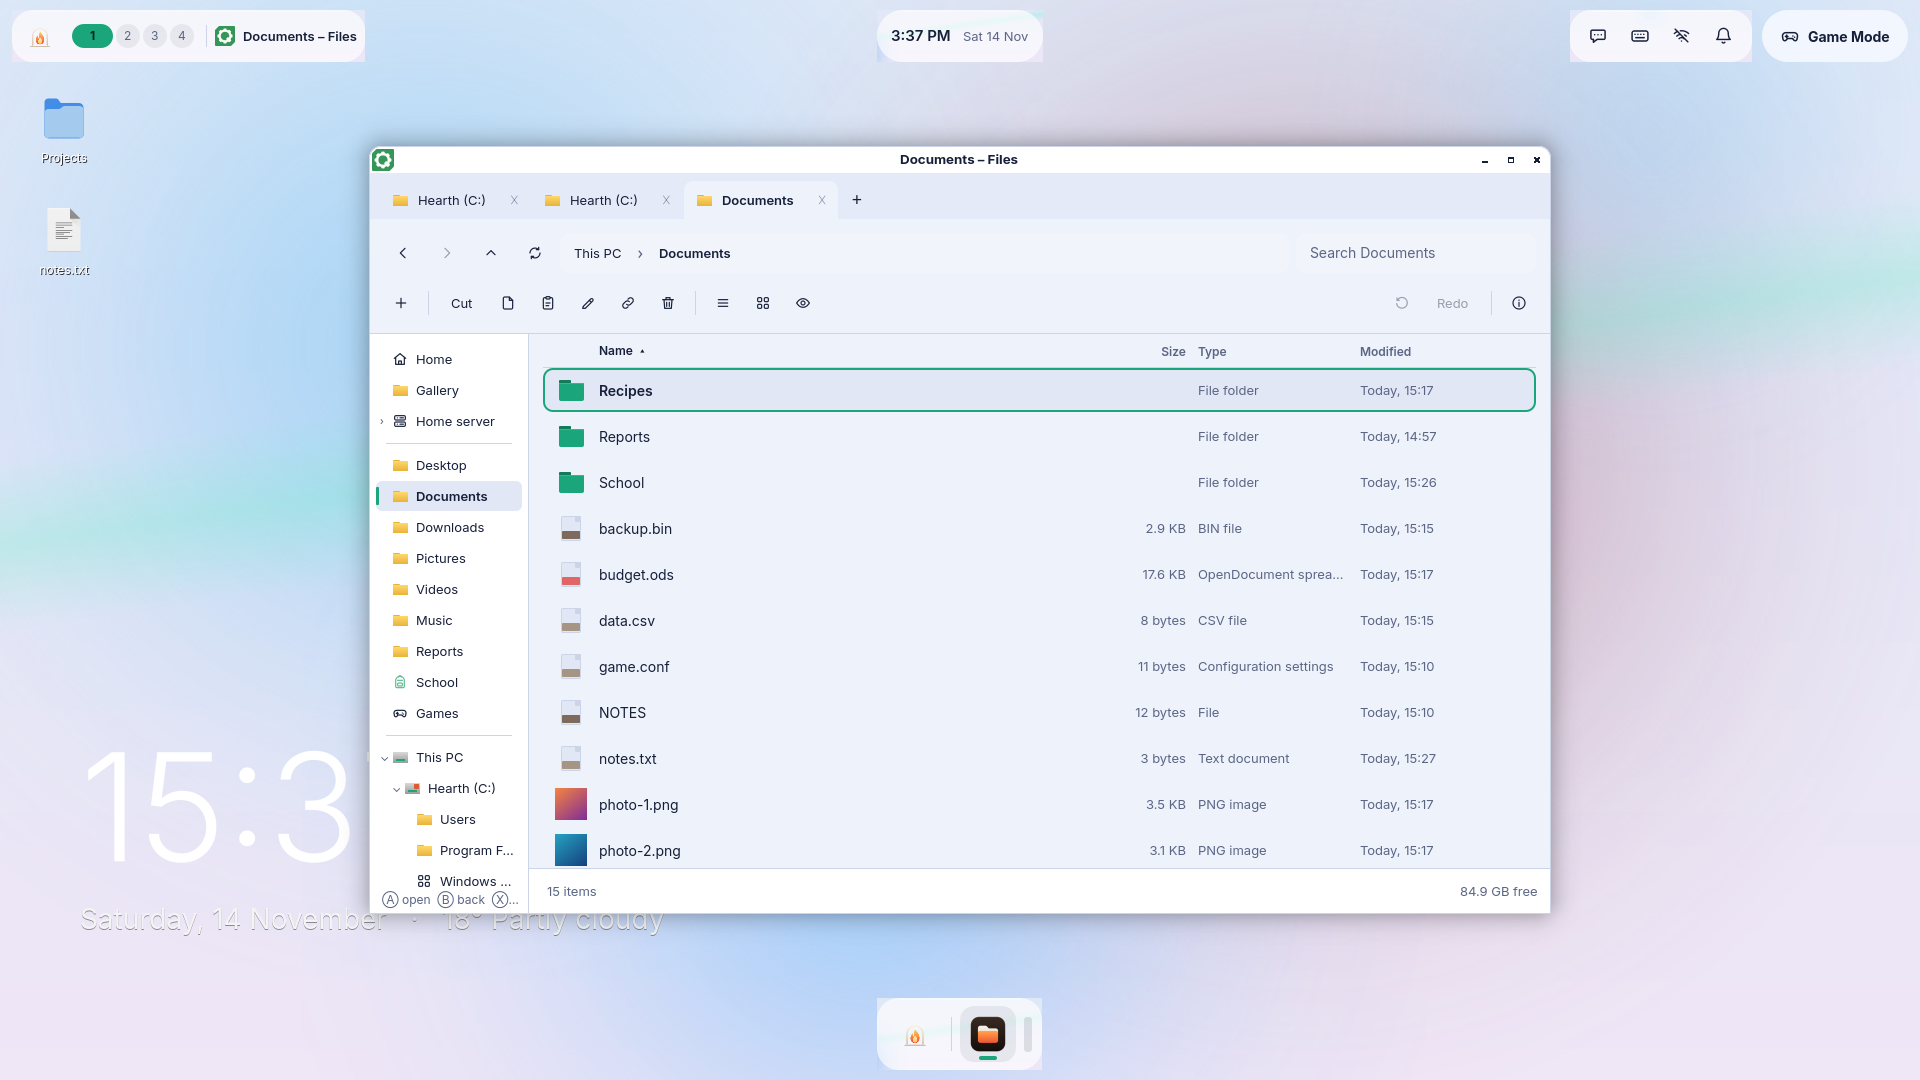 1 2 3 4 Documents – Files
3:37 PM Sat 14 Nov
Game Mode
Projects
notes.txt
Documents – Files
Hearth (C:) X Hearth (C:) X Documents X +
This PC › Documents
Search Documents
Cut
Redo
Home
Gallery
Home server
Desktop
Documents
Downloads
Pictures
Videos
Music
Reports
School
Games
This PC
Hearth (C:)
Users
Program F...
Windows ...
A open B back X...
Name Size Type Modified
Recipes File folder Today, 15:17
Reports File folder Today, 14:57
School File folder Today, 15:26
backup.bin 2.9 KB BIN file Today, 15:15
budget.ods 17.6 KB OpenDocument sprea... Today, 15:17
data.csv 8 bytes CSV file Today, 15:15
game.conf 11 bytes Configuration settings Today, 15:10
NOTES 12 bytes File Today, 15:10
notes.txt 3 bytes Text document Today, 15:27
photo-1.png 3.5 KB PNG image Today, 15:17
photo-2.png 3.1 KB PNG image Today, 15:17
15 items 84.9 GB free
15:3
Saturday, 14 November · 18° Partly cloudy